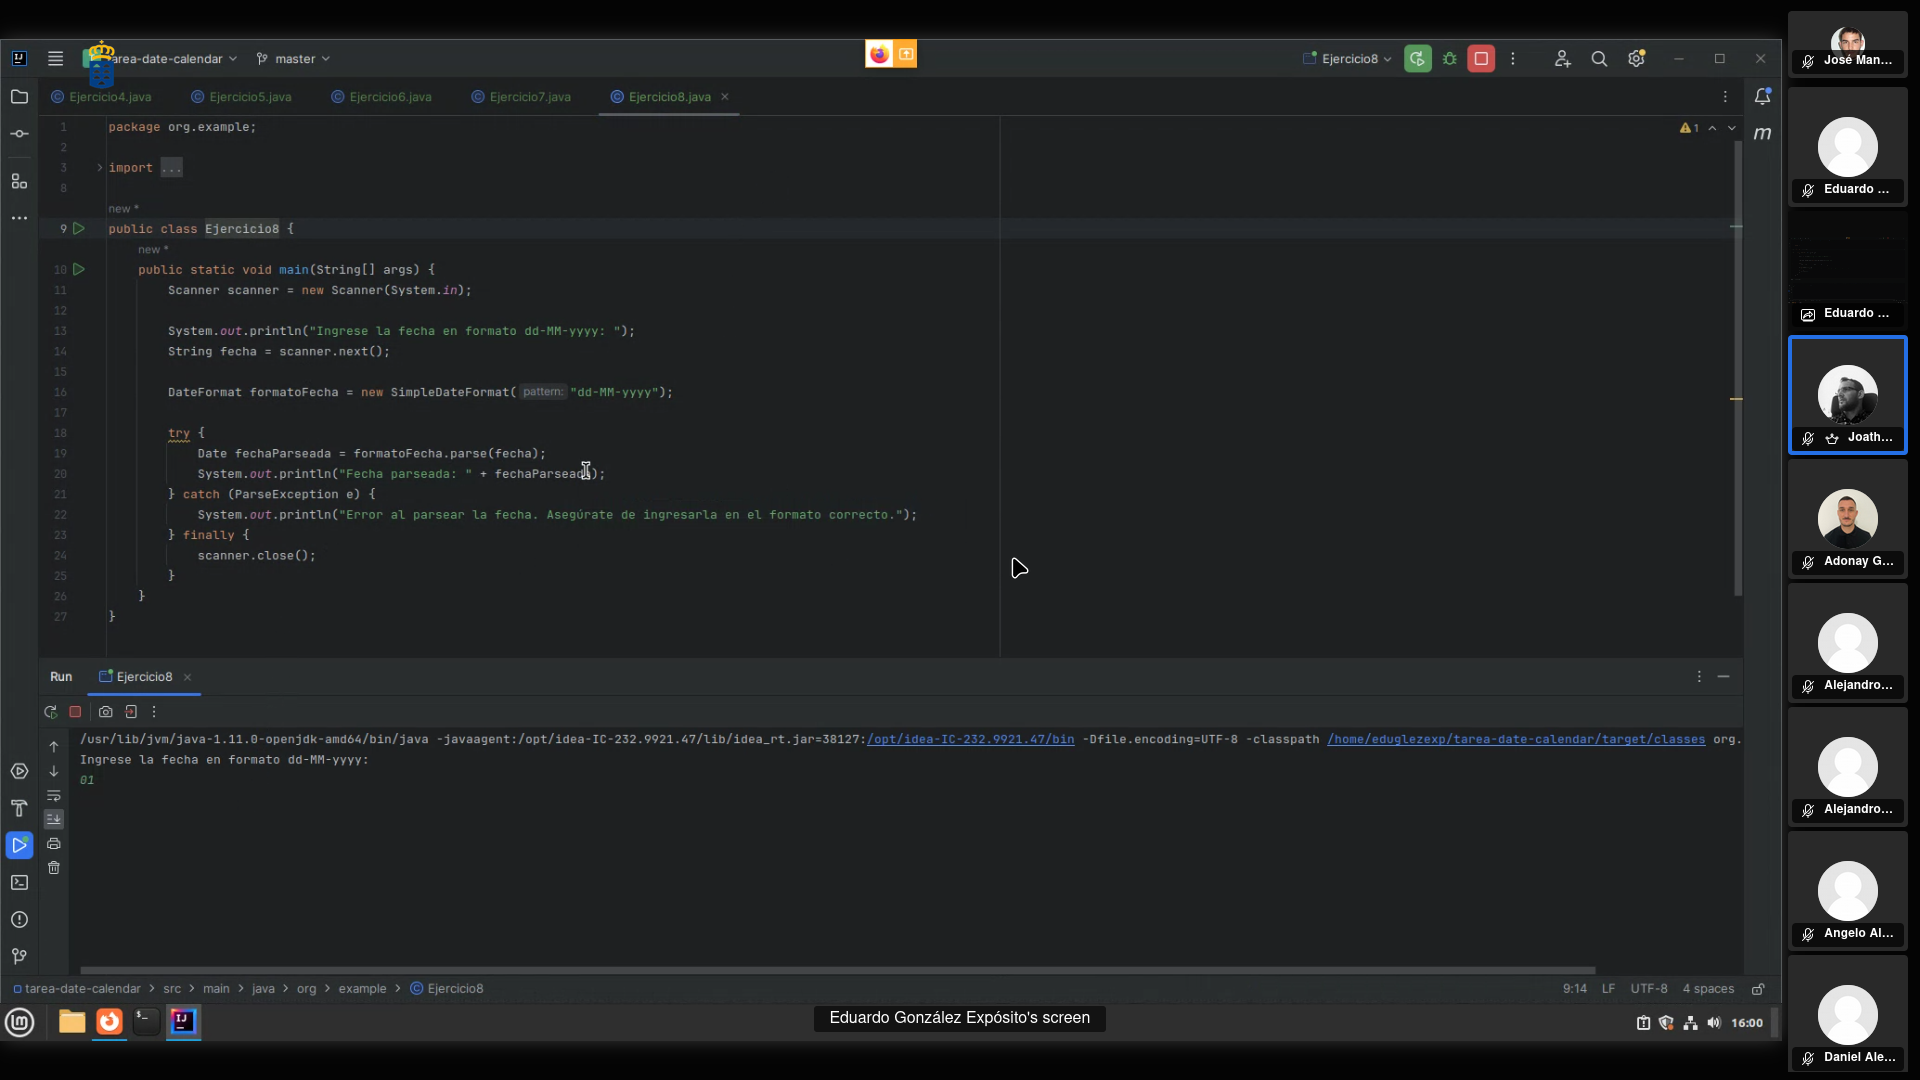 tarea-date-calendar
master
Ejercicio8
José Man...
Ejercicio4.java
Ejercicio5.java
Ejercicio6.java
Ejercicio7.java
Ejercicio8.java
1 package org.example;
1
2
3 import ...
8
new *
9 public class Ejercicio8 {
new *
10 public static void main(String[] args) {
11 Scanner scanner = new Scanner(System.in);
12
13 System.out.println("Ingrese la fecha en formato dd-MM-yyyy: ");
14 String fecha = scanner.next();
15
16 DateFormat formatoFecha = new SimpleDateFormat( pattern: "dd-MM-yyyy");
17
18 try {
19 Date fechaParseada = formatoFecha.parse(fecha);
20 System.out.println("Fecha parseada: " + fechaParseada);
21 } catch (ParseException e) {
22 System.out.println("Error al parsear la fecha. Asegúrate de ingresarla en el formato correcto.");
23 } finally {
24 scanner.close();
25 }
26 }
27 }
Run
Ejercicio8
/usr/lib/jvm/java-1.11.0-openjdk-amd64/bin/java -javaagent:/opt/idea-IC-232.9921.47/lib/idea_rt.jar=38127:/opt/idea-IC-232.9921.47/bin -Dfile.encoding=UTF-8 -classpath /home/eduglezexp/tarea-date-calendar/target/classes org.
Ingrese la fecha en formato dd-MM-yyyy:
01
tarea-date-calendar > src > main > java > org > example > Ejercicio8
9:14 LF UTF-8 4 spaces
Eduardo González Expósito's screen
16:00
Eduardo ...
Eduardo ...
Joath...
Adonay G...
Alejandro...
Alejandro...
Angelo Al...
Daniel Ale...